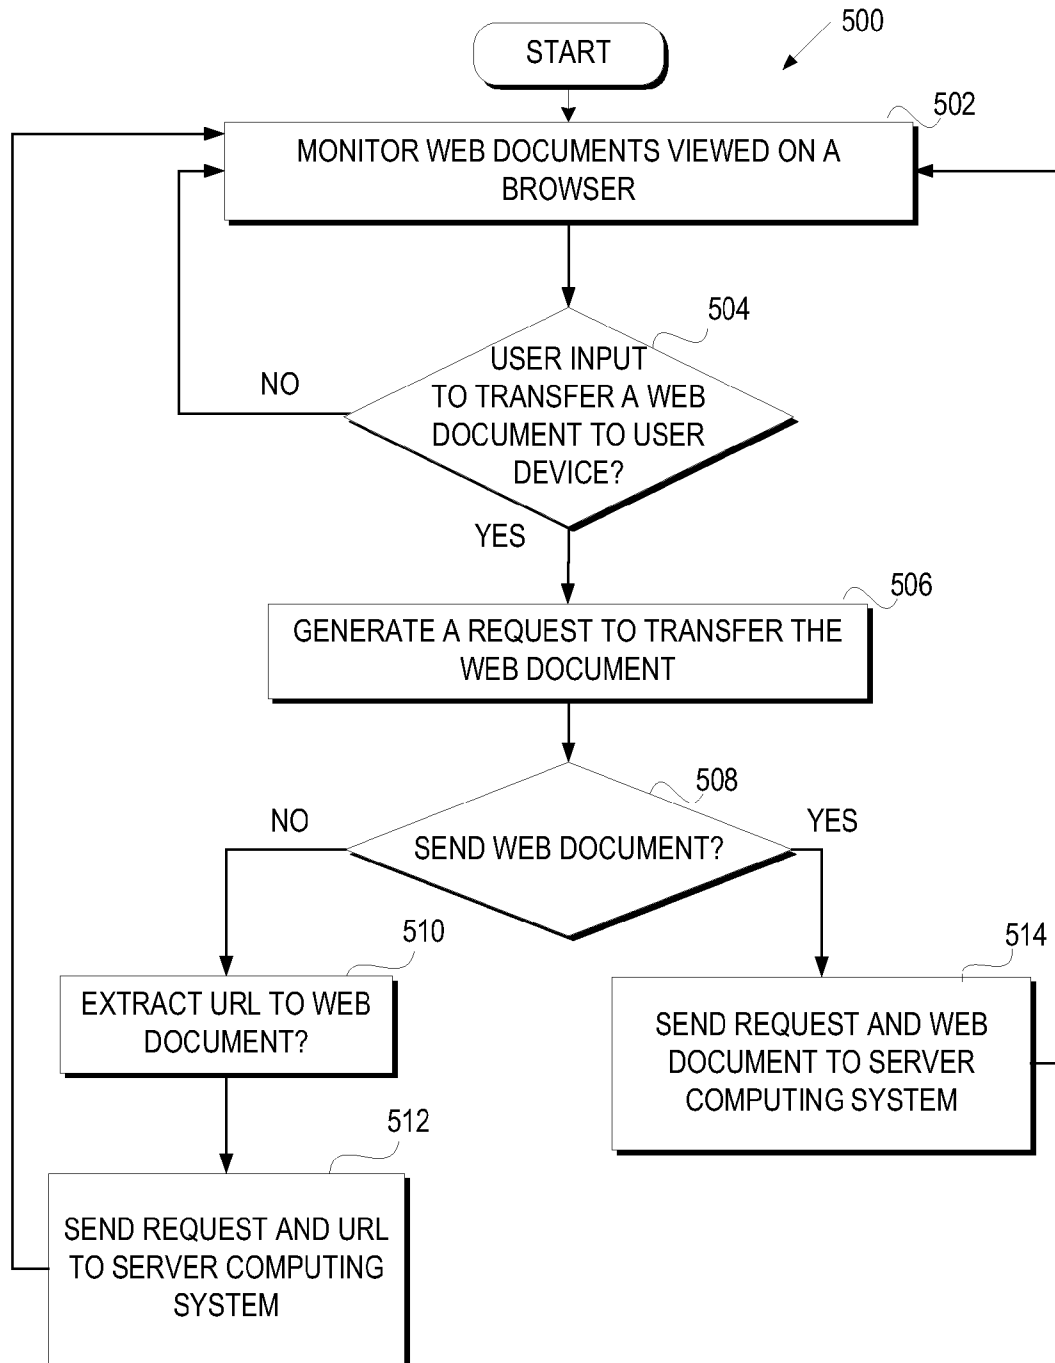 500
START
502
MONITOR WEB DOCUMENTS VIEWED ON A
BROWSER
504
USER INPUT
TO TRANSFER A WEB
DOCUMENT TO USER
DEVICE?
NO
YES
506
GENERATE A REQUEST TO TRANSFER THE
WEB DOCUMENT
508
NO
YES
SEND WEB DOCUMENT?
510
EXTRACT URL TO WEB
DOCUMENT?
514
SEND REQUEST AND WEB
DOCUMENT TO SERVER
COMPUTING SYSTEM
512
SEND REQUEST AND URL
TO SERVER COMPUTING
SYSTEM